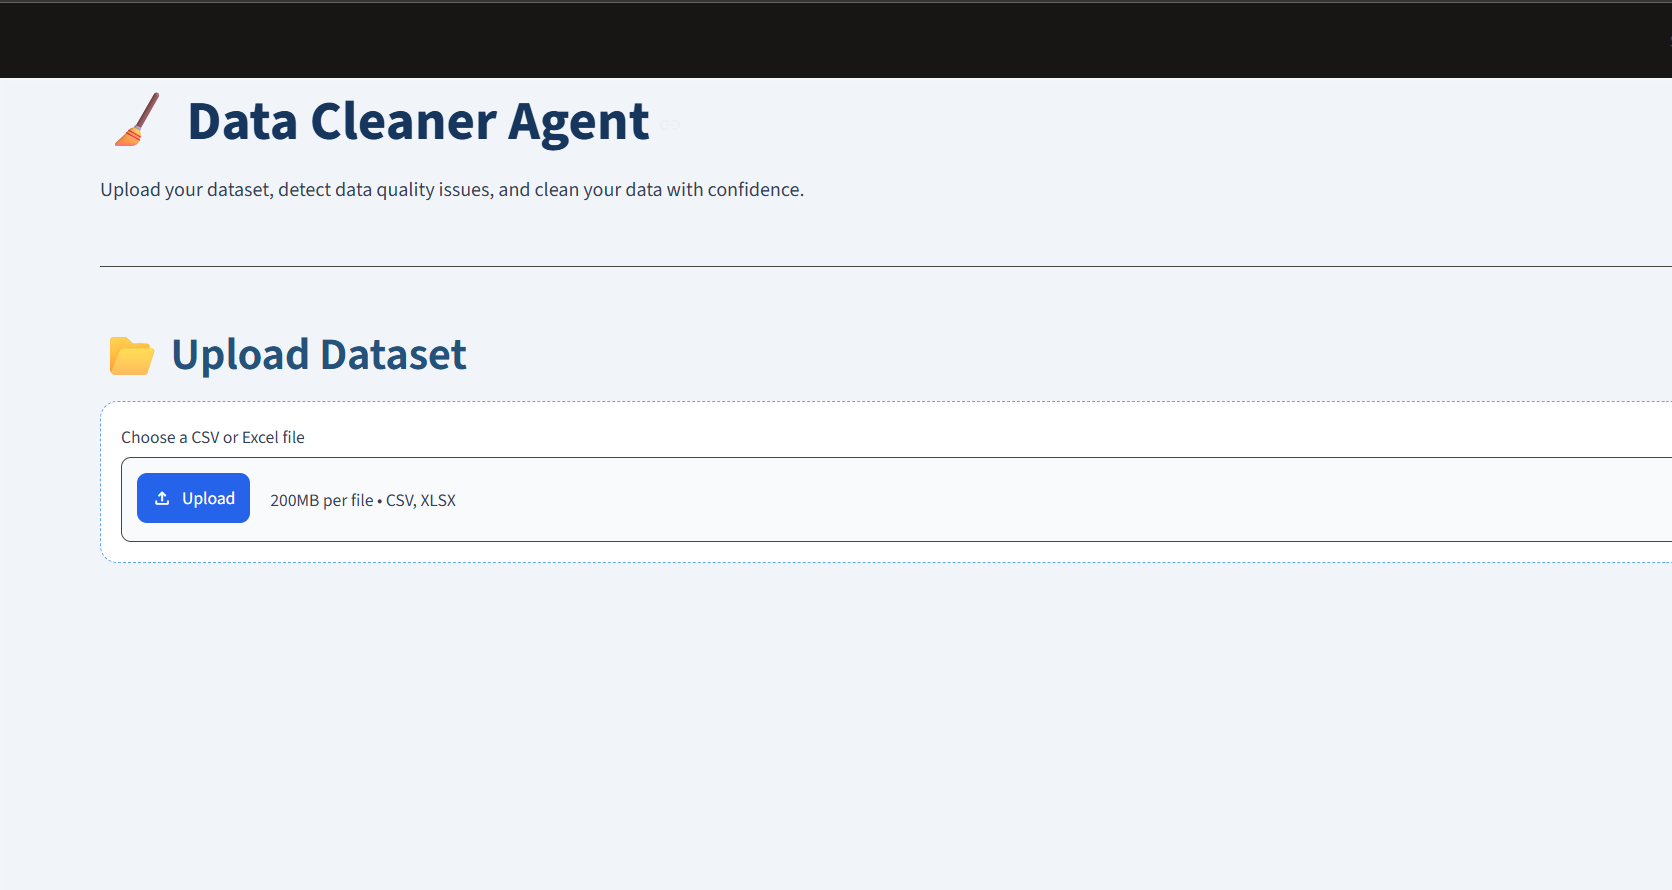 Data Cleaner Agent
Upload your dataset, detect data quality issues, and clean your data with confidence.
Upload Dataset
Choose a CSV or Excel file
Upload
200MB per file • CSV, XLSX